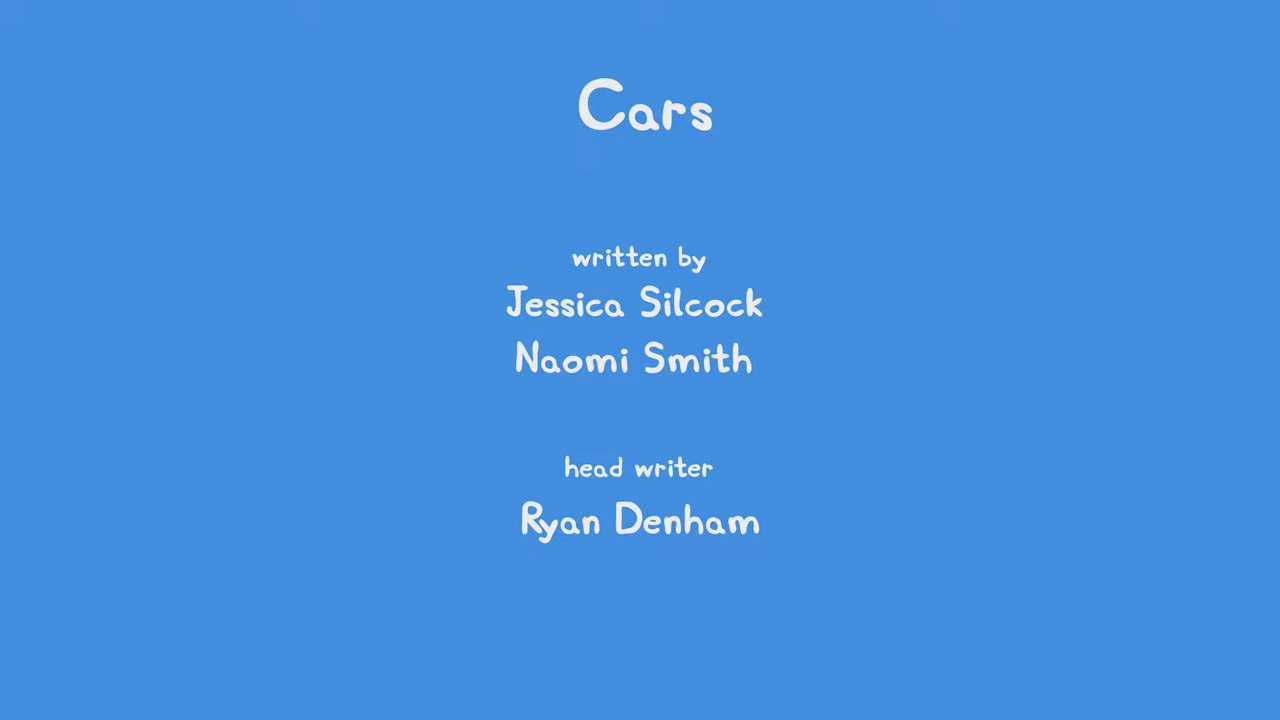 Cars
written by
Jessica Silcock
Naomi Smith
head writer
Ryan Denham